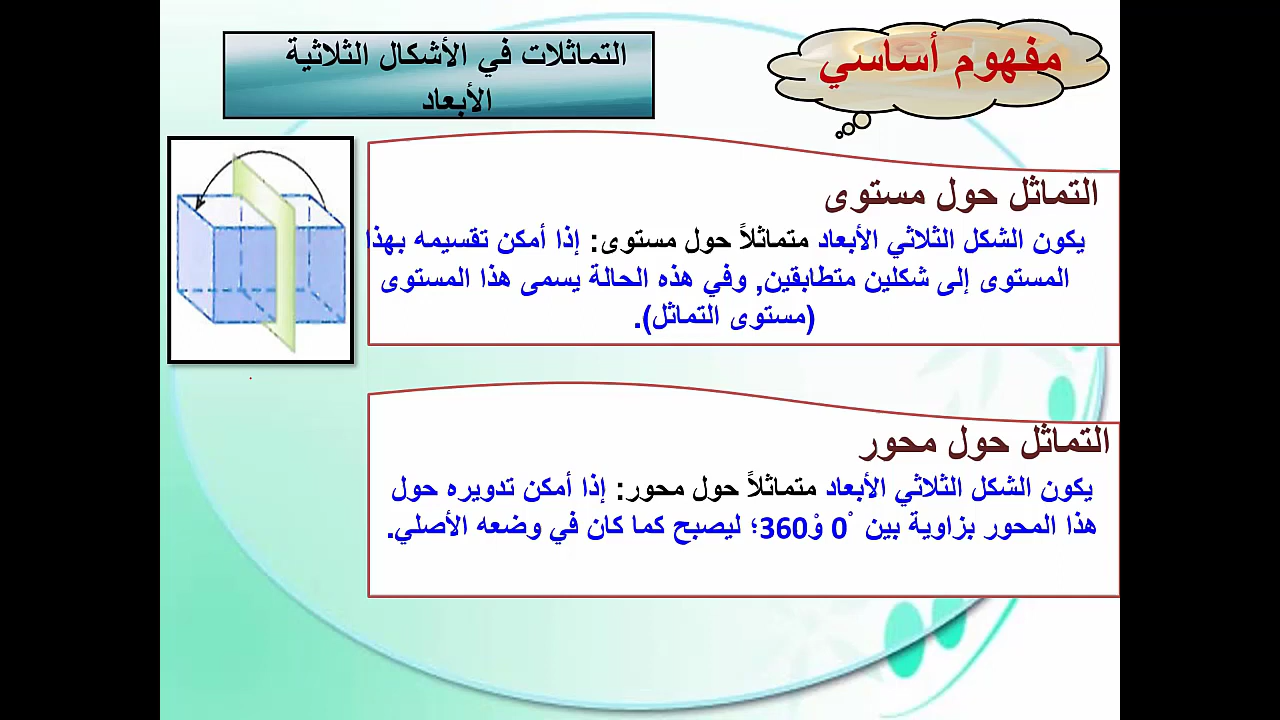 مفهوم أساسي
التماثلات في الأشكال الثلاثية
الأبعاد
التماثل حول مستوى
يكون الشكل الثلاثي الأبعاد متماثلاً حول مستوى: إذا أمكن تقسيمه بهذا
المستوى إلى شكلين متطابقين, وفي هذه الحالة يسمى هذا المستوى
(مستوى التماثل).
التماثل حول محور
يكون الشكل الثلاثي الأبعاد متماثلاً حول محور: إذا أمكن تدويره حول
هذا المحور بزاوية بين 0 ْ و360ْ؛ ليصبح كما كان في وضعه الأصلي.